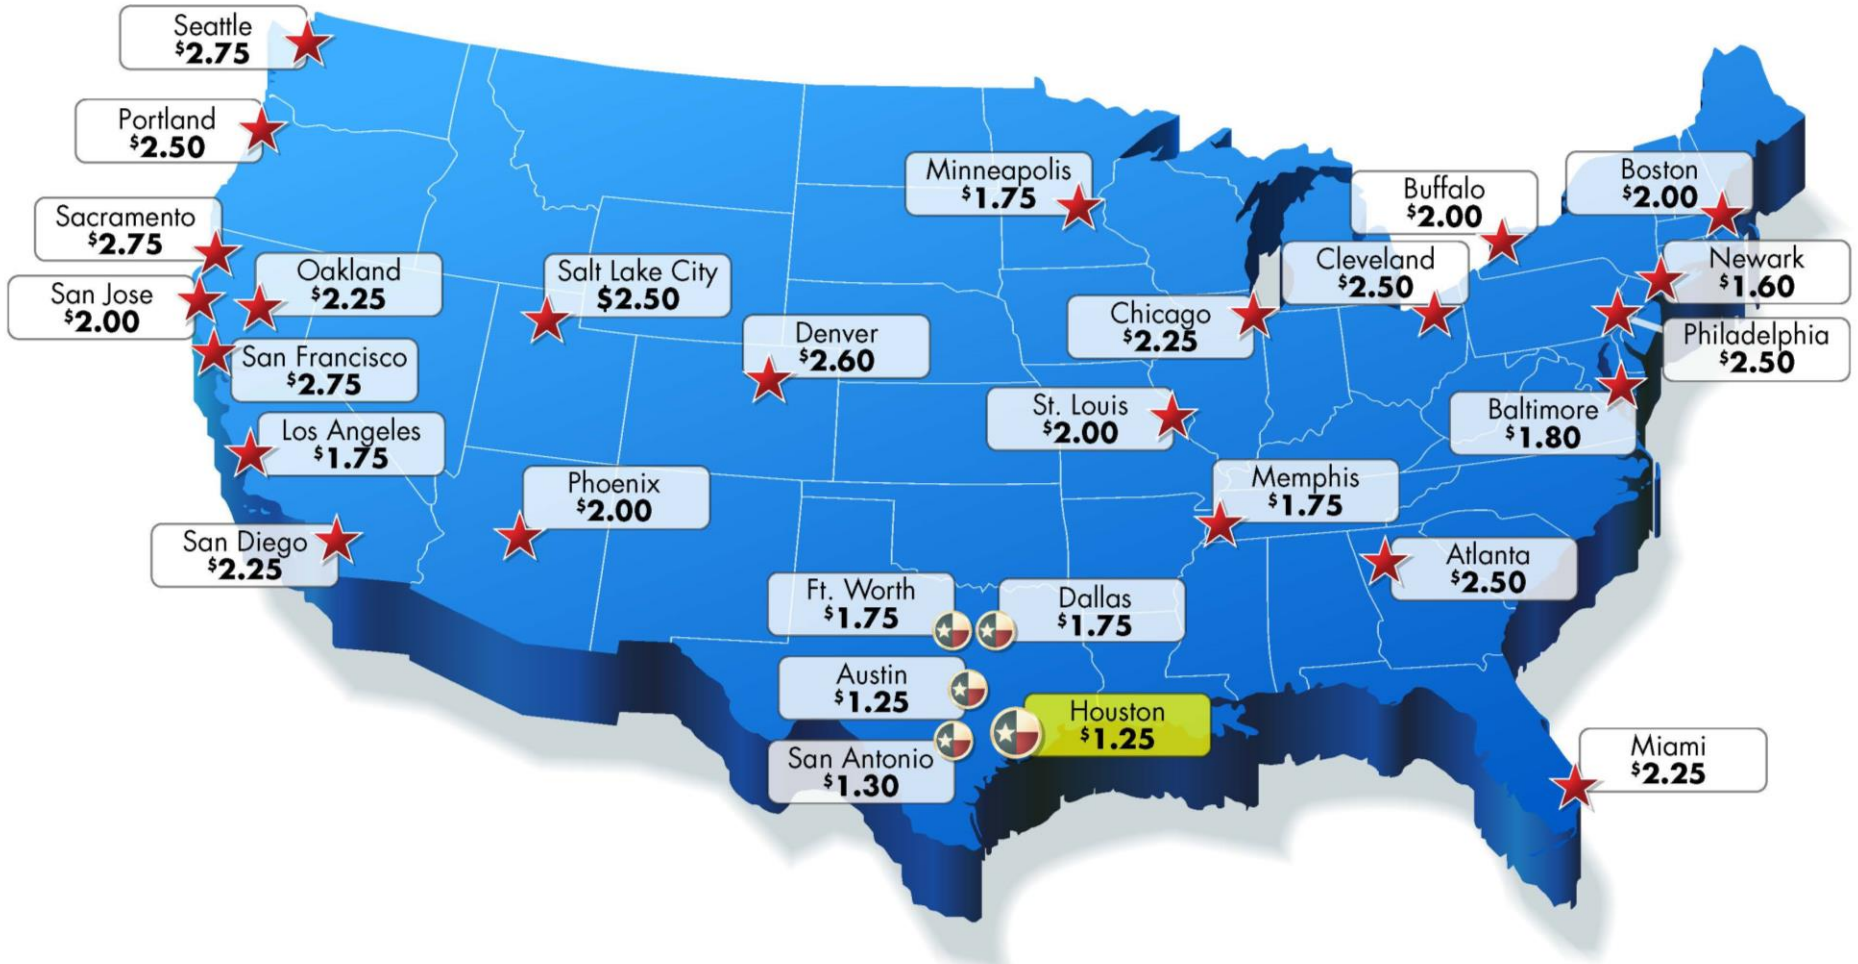 Seattle
$2.75
Portland
$2.50
Sacramento
$2.75
San Jose
$2.00
Oakland
$2.25
San Francisco
$2.75
Los Angeles
$1.75
San Diego
$2.25
Salt Lake City
$2.50
Denver
$2.60
Phoenix
$2.00
Minneapolis
$1.75
Chicago
$2.25
St. Louis
$2.00
Memphis
$1.75
Ft. Worth
$1.75
Dallas
$1.75
Austin
$1.25
San Antonio
$1.30
Houston
$1.25
Buffalo
$2.00
Cleveland
$2.50
Boston
$2.00
Newark
$1.60
Philadelphia
$2.50
Baltimore
$1.80
Atlanta
$2.50
Miami
$2.25